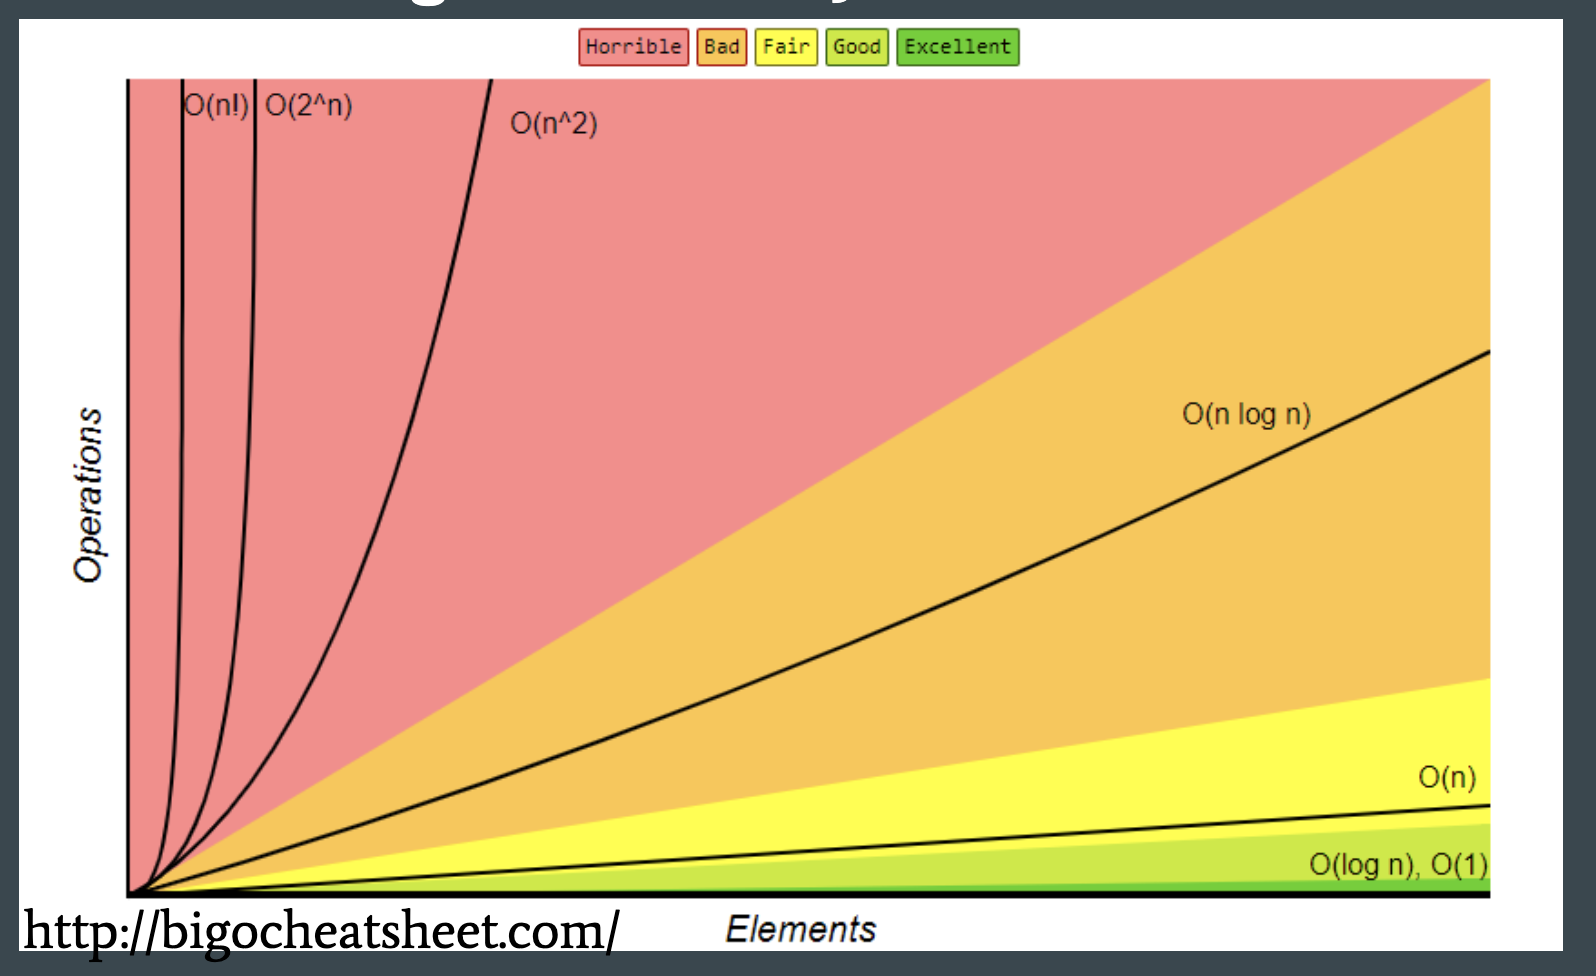 Horrible Bad Fair Good Excellent
O(n!) O(2^n)
O(n^2)
O(n log n)
O(n)
O(log n), O(1)
Operations
Elements
http://bigocheatsheet.com/